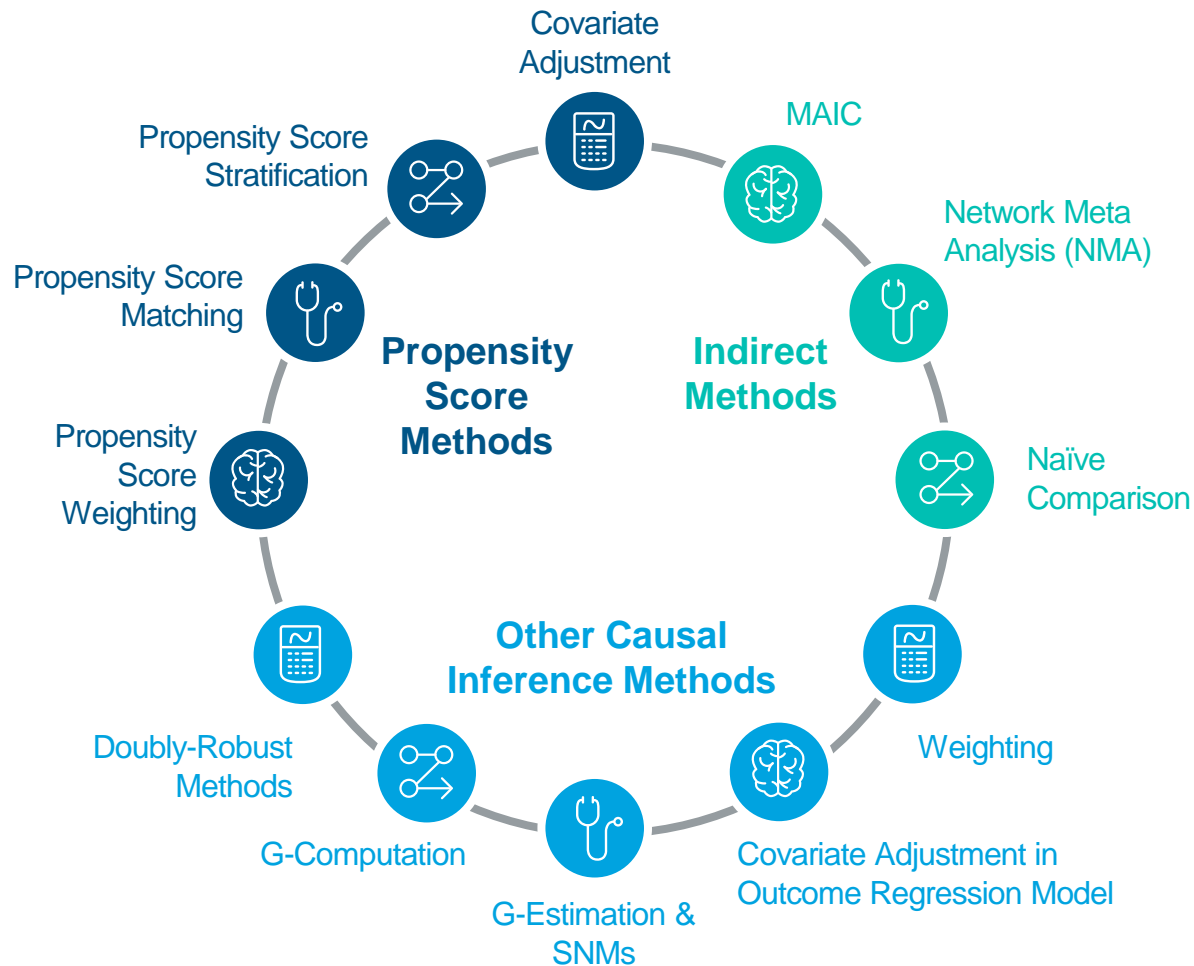 Covariate
Adjustment
MAIC
Propensity Score
Stratification
Network Meta
Analysis (NMA)
Propensity Score
Matching
Propensity
Score
Methods
Indirect
Methods
Propensity
Score
Weighting
Naïve
Comparison
Other Causal
Inference Methods
Doubly-Robust
Methods
Weighting
G-Computation
Covariate Adjustment in
Outcome Regression Model
G-Estimation &
SNMs